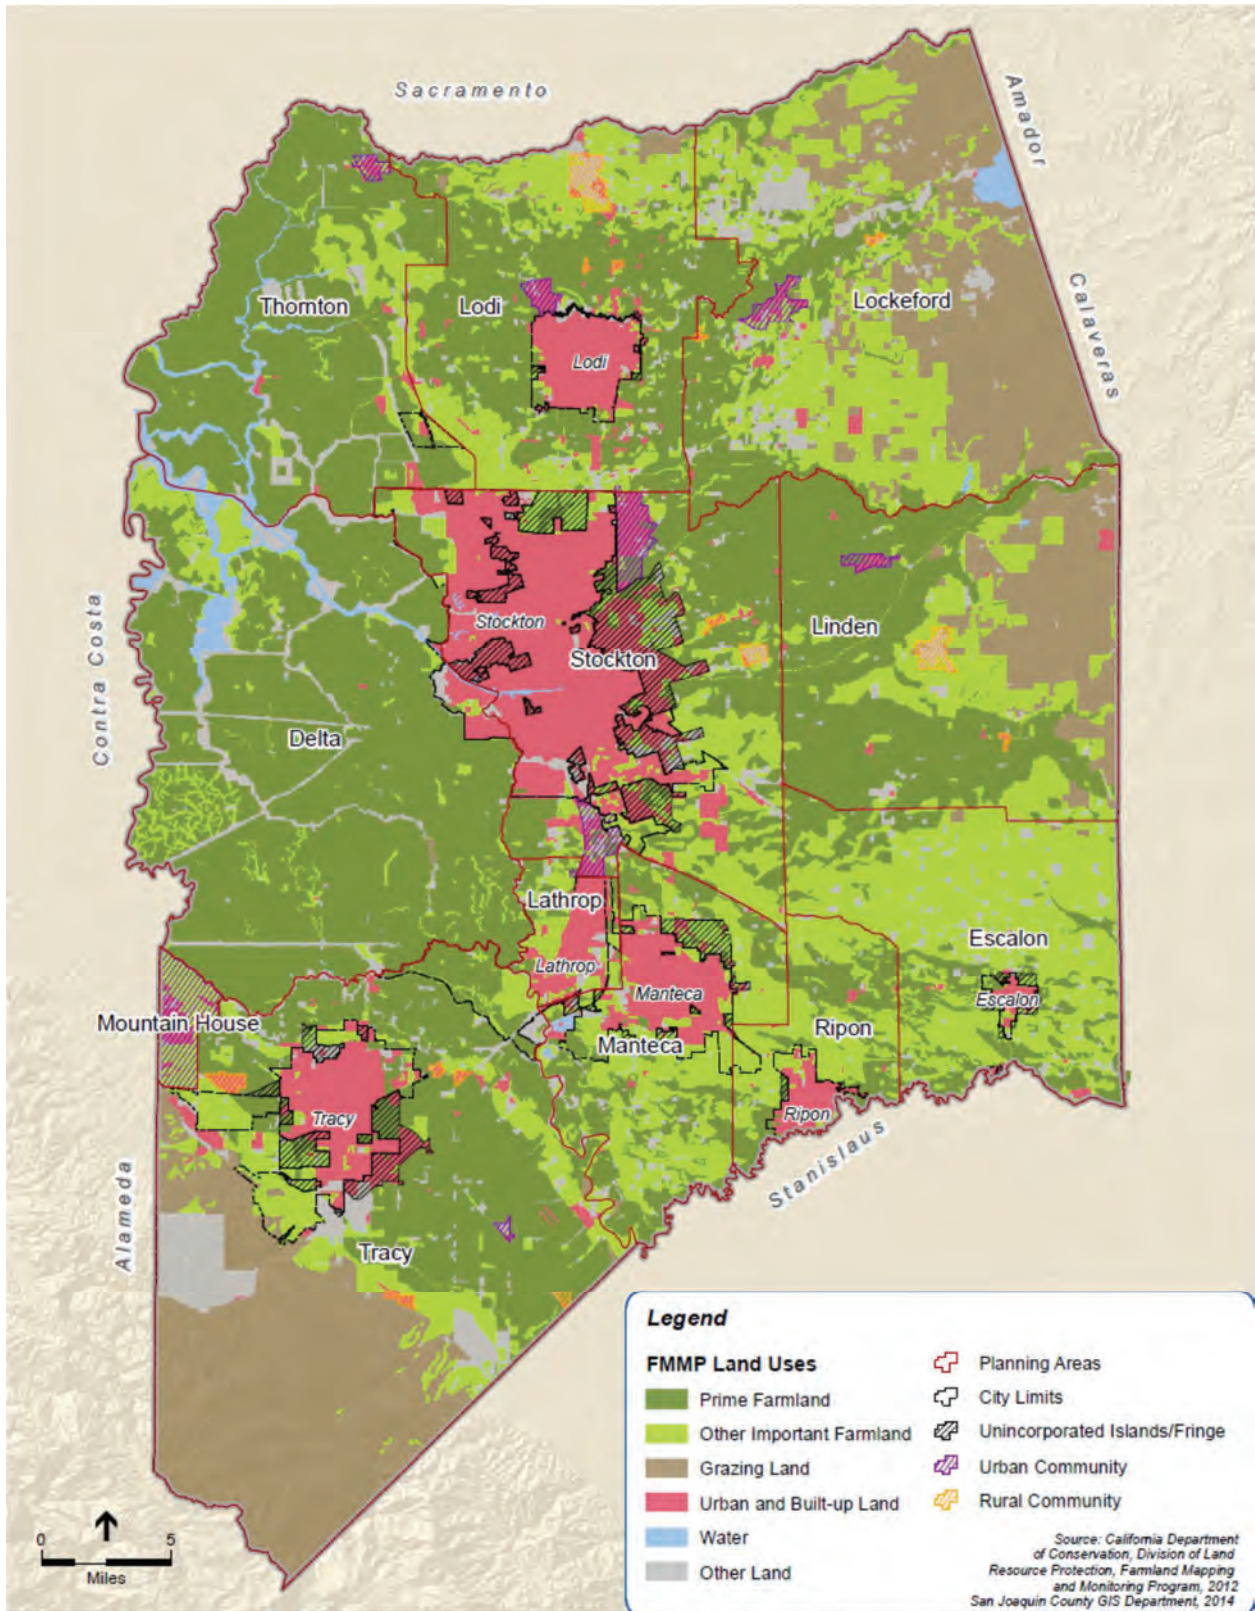 Sacramento
Amador
Calaveras
Thornton
Lodi
Lockeford
Lodi
Contra Costa
Stockton
Stockton
Linden
Delta
Lathrop
Escalon
Lathrop
Manteca
Escalon
Mountain House
Manteca
Ripon
Tracy
Ripon
Stanislaus
Alameda
Tracy
Legend
FMMP Land Uses
Prime Farmland
Other Important Farmland
Grazing Land
Urban and Built-up Land
Water
Other Land
Planning Areas
City Limits
Unincorporated Islands/Fringe
Urban Community
Rural Community
0 5
Miles
Source: California Department
of Conservation, Division of Land
Resource Protection, Farmland Mapping
and Monitoring Program, 2012
San Joaquin County GIS Department, 2014